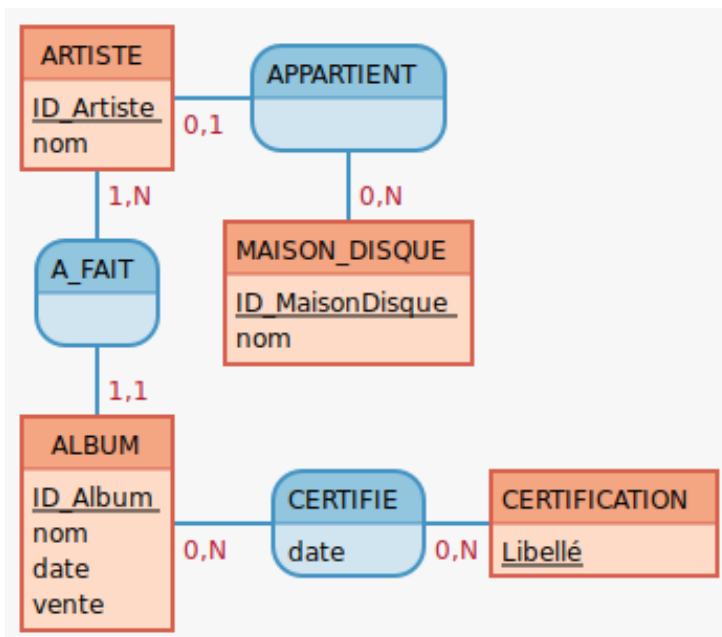 ARTISTE
ID_Artiste
nom
0,1
APPARTIENT
0,N
MAISON_DISQUE
ID_MaisonDisque
nom
1,N
A_FAIT
1,1
ALBUM
ID_Album
nom
date
vente
0,N
CERTIFIE
date
0,N
CERTIFICATION
Libellé